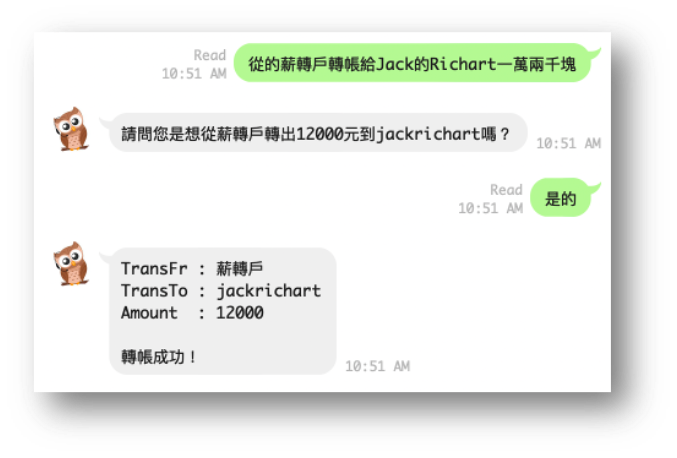 Read
10:51 AM
從的薪轉戶轉帳給Jack的Richart一萬兩千塊
請問您是想從薪轉戶轉出12000元到jackrichart嗎？
10:51 AM
Read
10:51 AM
是的
TransFr : 薪轉戶
TransTo : jackrichart
Amount  : 12000
轉帳成功！
10:51 AM